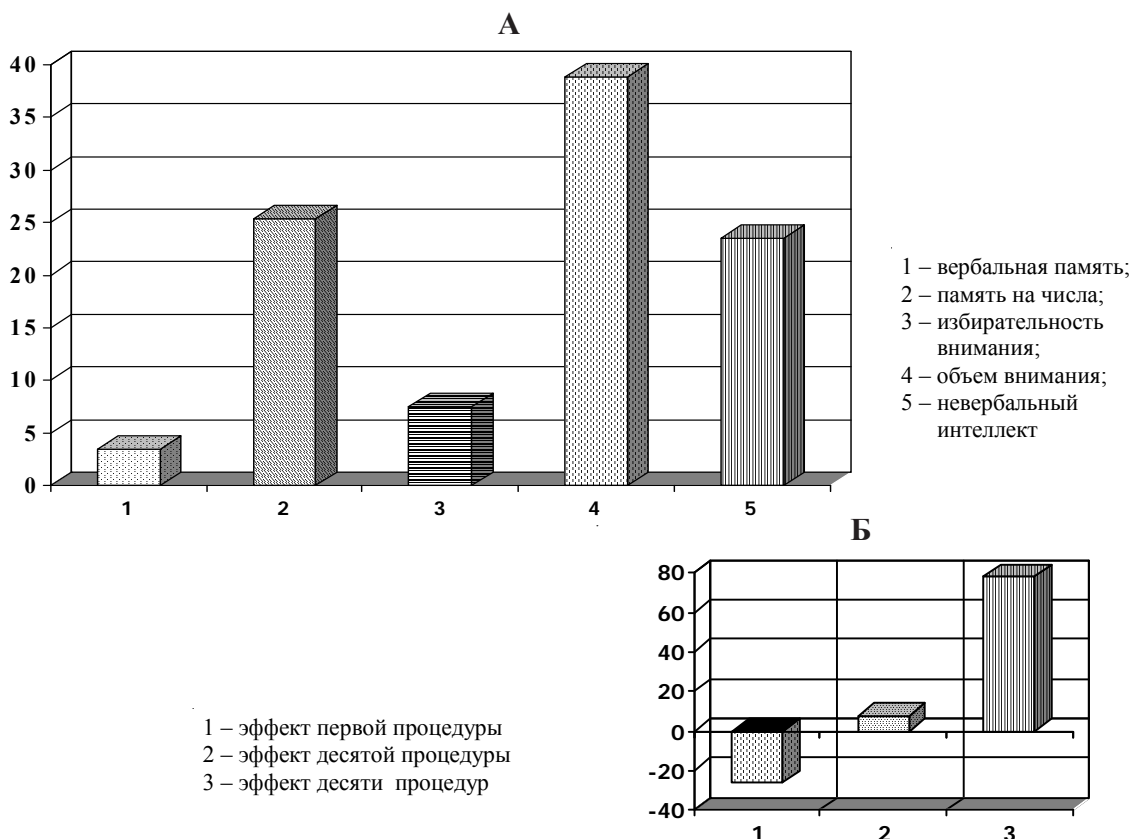 А
40
35
30
25
20
15
10
5
0
1 2 3 4 5
1 – вербальная память;
2 – память на числа;
3 – избирательность
внимания;
4 – объем внимания;
5 – невербальный
интеллект
Б
80
60
40
20
0
-20
-40
1 2 3
1 – эффект первой процедуры
2 – эффект десятой процедуры
3 – эффект десяти процедур